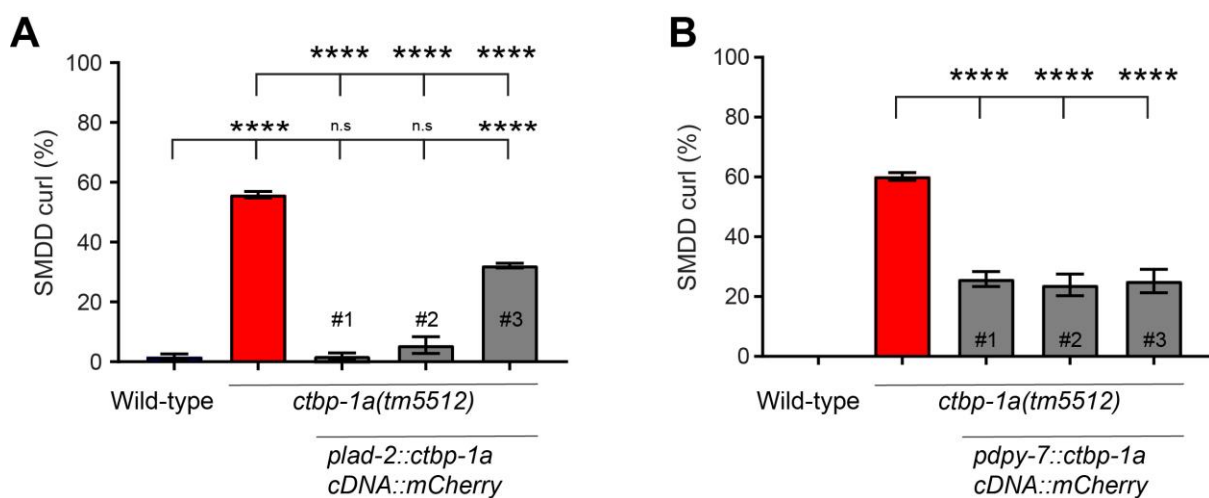 A
SMDD curl (%)
100
80
60
40
20
0
**** **** ****
**** n.s n.s ****
#1 #2 #3
Wild-type ctbp-1a(tm5512)
plad-2::ctbp-1a
cDNA::mCherry
B
SMDD curl (%)
100
80
60
40
20
0
**** **** ****
#1 #2 #3
Wild-type ctbp-1a(tm5512)
pdpy-7::ctbp-1a
cDNA::mCherry